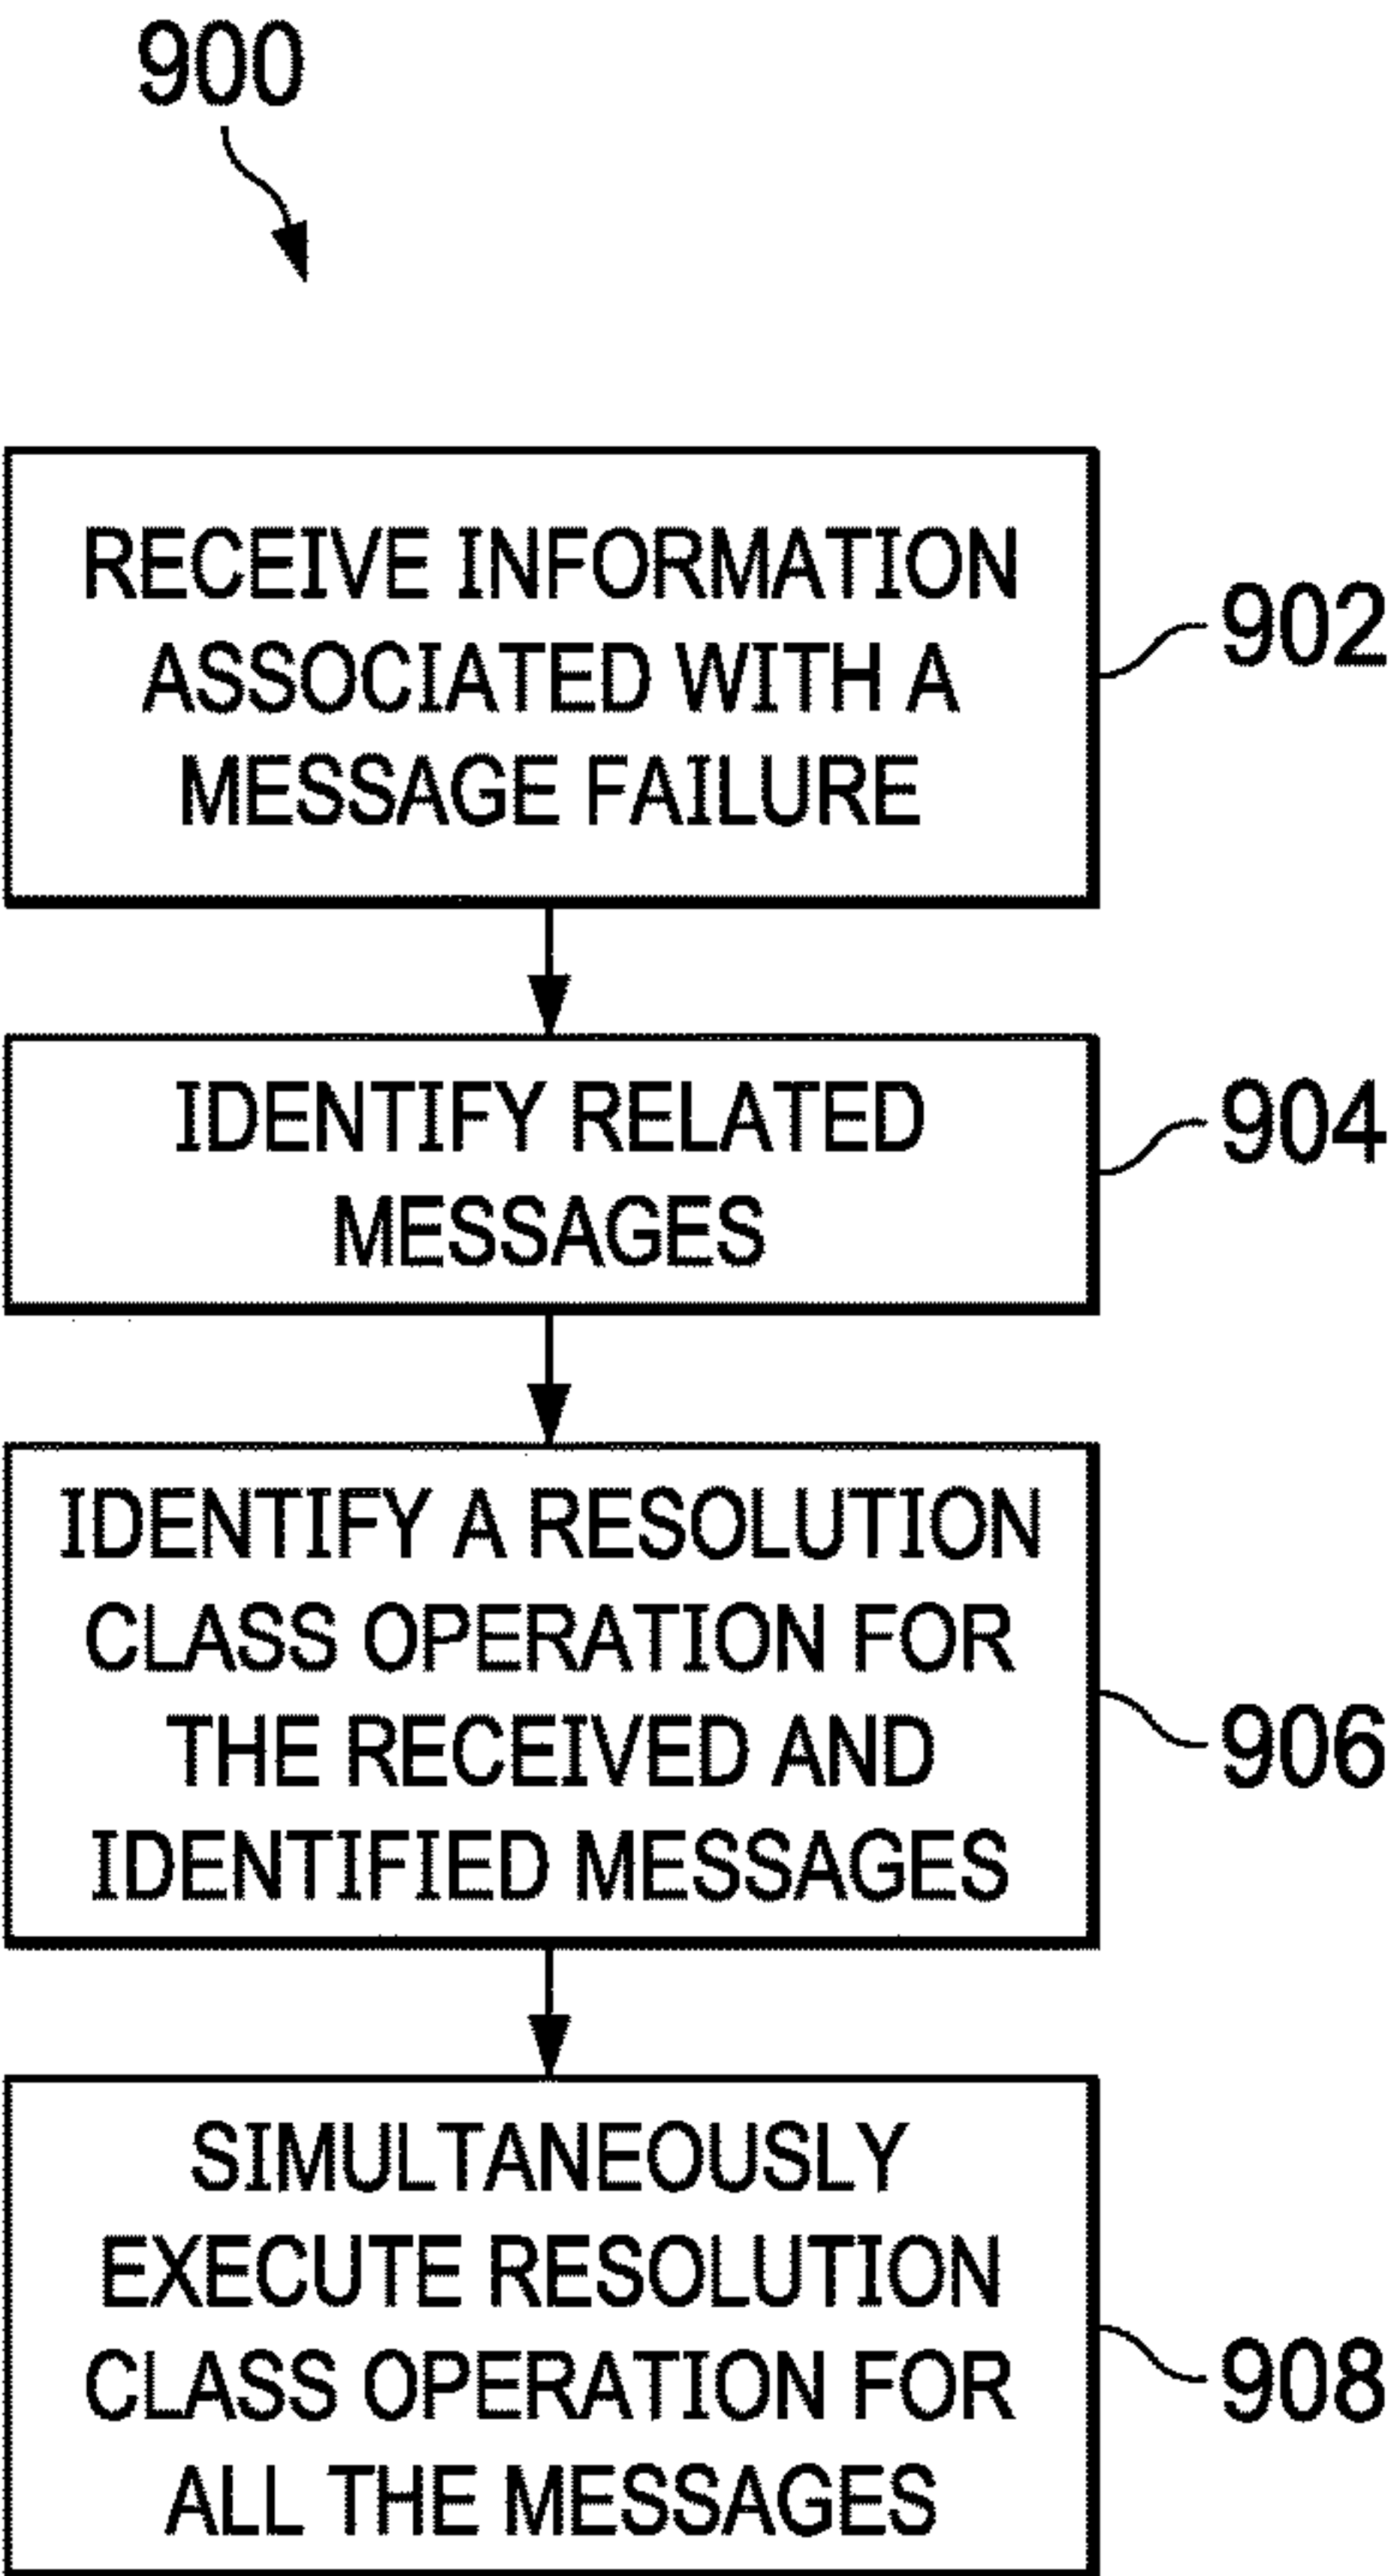 900
RECEIVE INFORMATION
ASSOCIATED WITH A
MESSAGE FAILURE
902
IDENTIFY RELATED
MESSAGES
904
IDENTIFY A RESOLUTION
CLASS OPERATION FOR
THE RECEIVED AND
IDENTIFIED MESSAGES
906
SIMULTANEOUSLY
EXECUTE RESOLUTION
CLASS OPERATION FOR
ALL THE MESSAGES
908